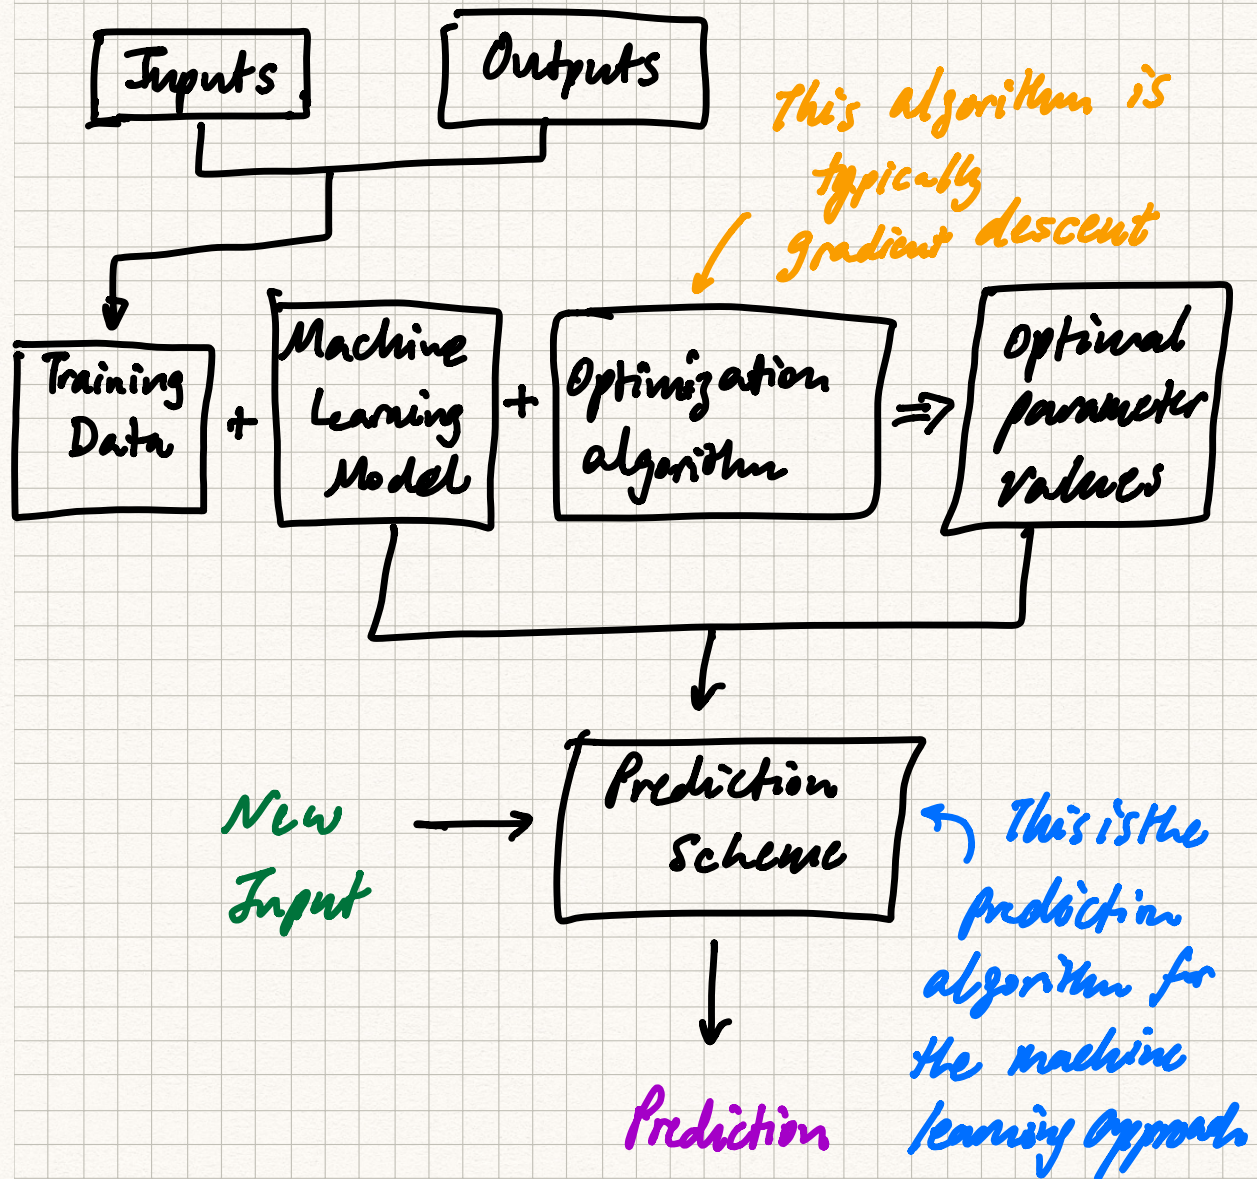 Inputs
Outputs
This algorithm is
typically
gradient descent
Training
Data
+
Machine
Learning
Model
+
Optimization
algorithm
⇒
optimal
parameter
values
Prediction
scheme
New
Input
This is the
prediction
algorithm for
the machine
learning approach
Prediction